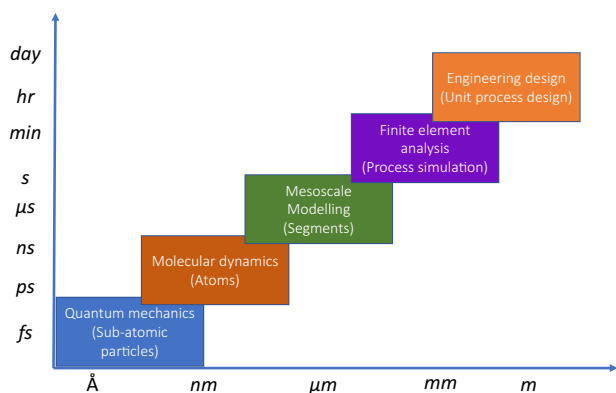 day
Engineering design
(Unit process design)
hr
min
Finite element
analysis
(Process simulation)
s
Mesoscale
Modelling
(Segments)
μs
ns
Molecular dynamics
(Atoms)
ps
Quantum mechanics
(Sub-atomic
particles)
fs
Å
nm
μm
mm
m